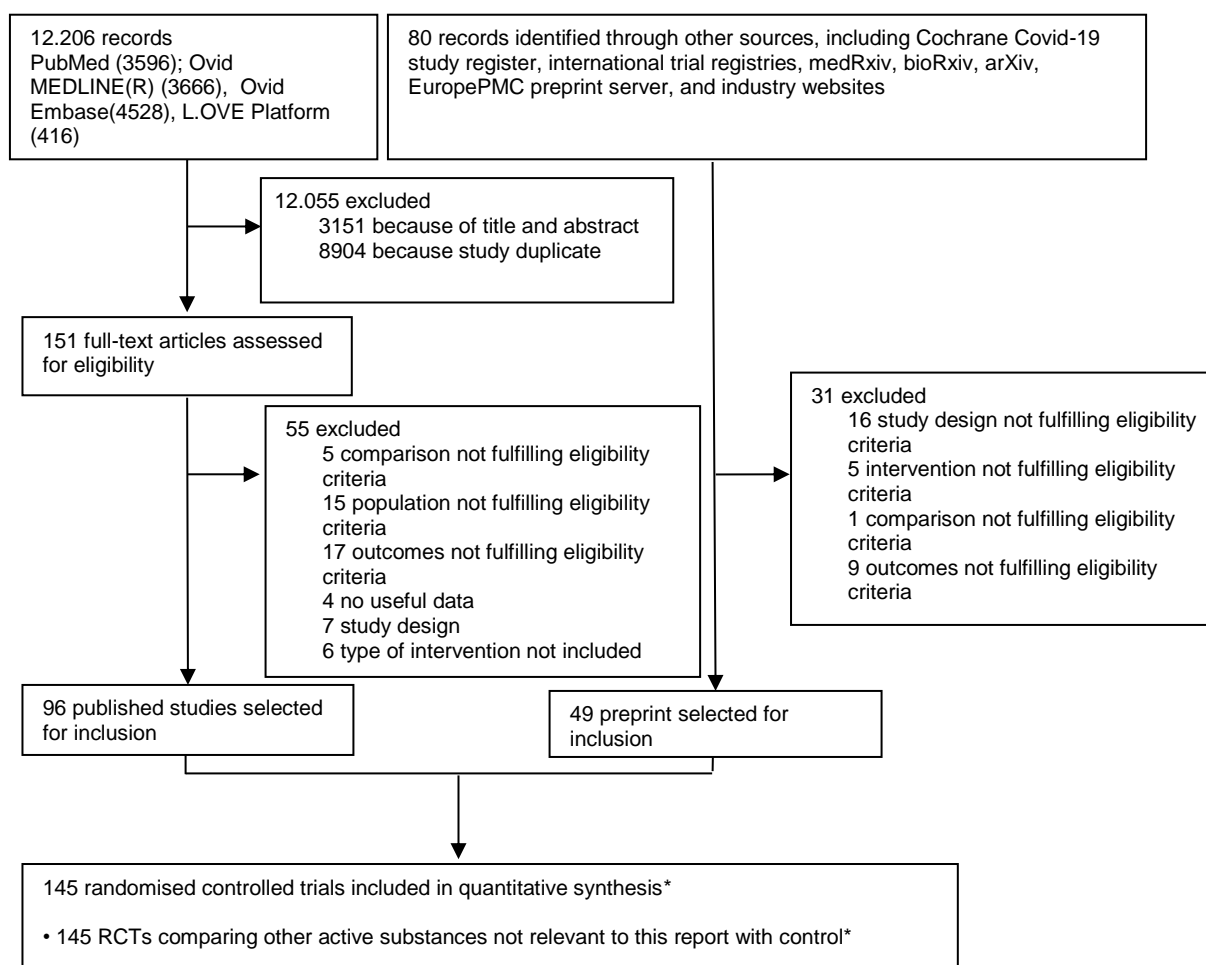 12.206 records
PubMed (3596); Ovid
MEDLINE(R) (3666), Ovid
Embase(4528), L.OVE Platform
(416)
80 records identified through other sources, including Cochrane Covid-19
study register, international trial registries, medRxiv, bioRxiv, arXiv,
EuropePMC preprint server, and industry websites
12.055 excluded
3151 because of title and abstract
8904 because study duplicate
151 full-text articles assessed
for eligibility
55 excluded
5 comparison not fulfilling eligibility
criteria
15 population not fulfilling eligibility
criteria
17 outcomes not fulfilling eligibility
criteria
4 no useful data
7 study design
6 type of intervention not included
31 excluded
16 study design not fulfilling eligibility
criteria
5 intervention not fulfilling eligibility
criteria
1 comparison not fulfilling eligibility
criteria
9 outcomes not fulfilling eligibility
criteria
96 published studies selected
for inclusion
49 preprint selected for
inclusion
145 randomised controlled trials included in quantitative synthesis*
• 145 RCTs comparing other active substances not relevant to this report with control*